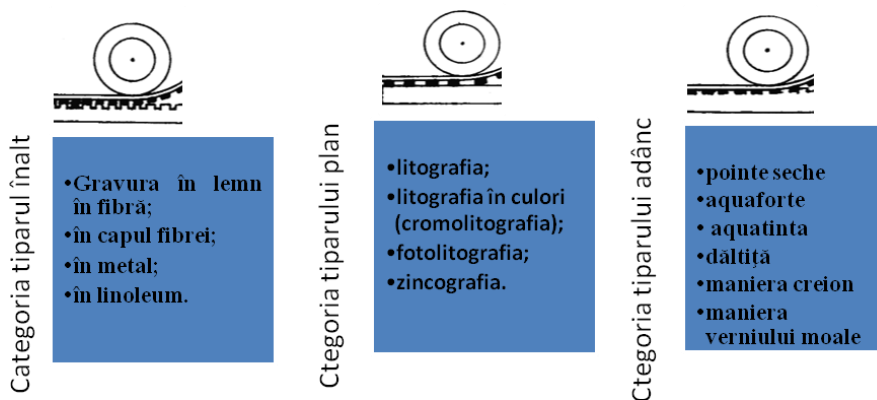 Categoria tiparul înalt
•Gravura în lemn
în fibră;
•în capul fibrei;
•în metal;
•în linoleum.
Ctegoria tiparului plan
•litografia;
•litografia în culori
(cromolitografia);
•fotolitografia;
•zincografia.
Ctegoria tiparului adânc
•pointe seche
•aquaforte
• aquatinta
•dăltiţă
•maniera creion
•maniera
verniului moale